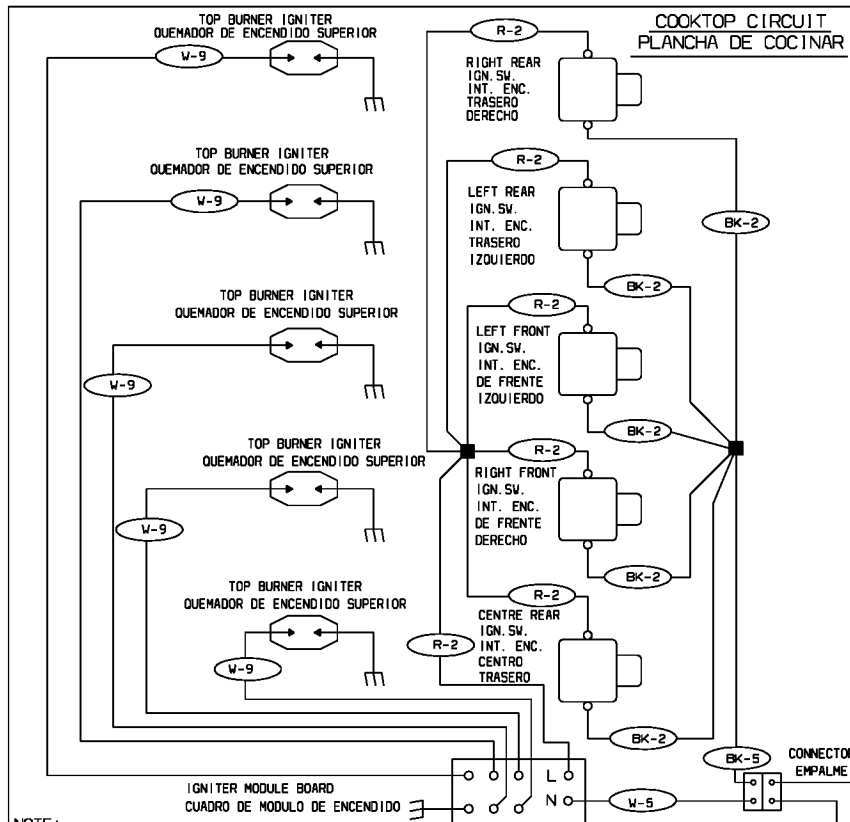 COOKTOP CIRCUIT
PLANCHA DE COCINAR
TOP BURNER IGNITER
QUEMADOR DE ENCENDIDO SUPERIOR
W-9
R-2
RIGHT REAR
IGN.SW.
INT. ENC.
TRASERO
DERECHO
TOP BURNER IGNITER
QUEMADOR DE ENCENDIDO SUPERIOR
W-9
R-2
LEFT REAR
IGN.SW.
INT. ENC.
TRASERO
IZQUIERDO
BK-2
BK-2
TOP BURNER IGNITER
QUEMADOR DE ENCENDIDO SUPERIOR
W-9
R-2
LEFT FRONT
IGN.SW.
INT. ENC.
DE FRENTE
IZQUIERDO
BK-2
TOP BURNER IGNITER
QUEMADOR DE ENCENDIDO SUPERIOR
W-9
R-2
RIGHT FRONT
IGN.SW.
INT. ENC.
DE FRENTE
DERECHO
BK-2
TOP BURNER IGNITER
QUEMADOR DE ENCENDIDO SUPERIOR
W-9
R-2
R-2
CENTRE REAR
IGN.SW.
INT. ENC.
CENTRO
TRASERO
BK-2
BK-5
CONNECTOR
EMPALME
IGNITER MODULE BOARD
CUADRO DE MODULO DE ENCENDIDO
L
N
W-5
NOTE: